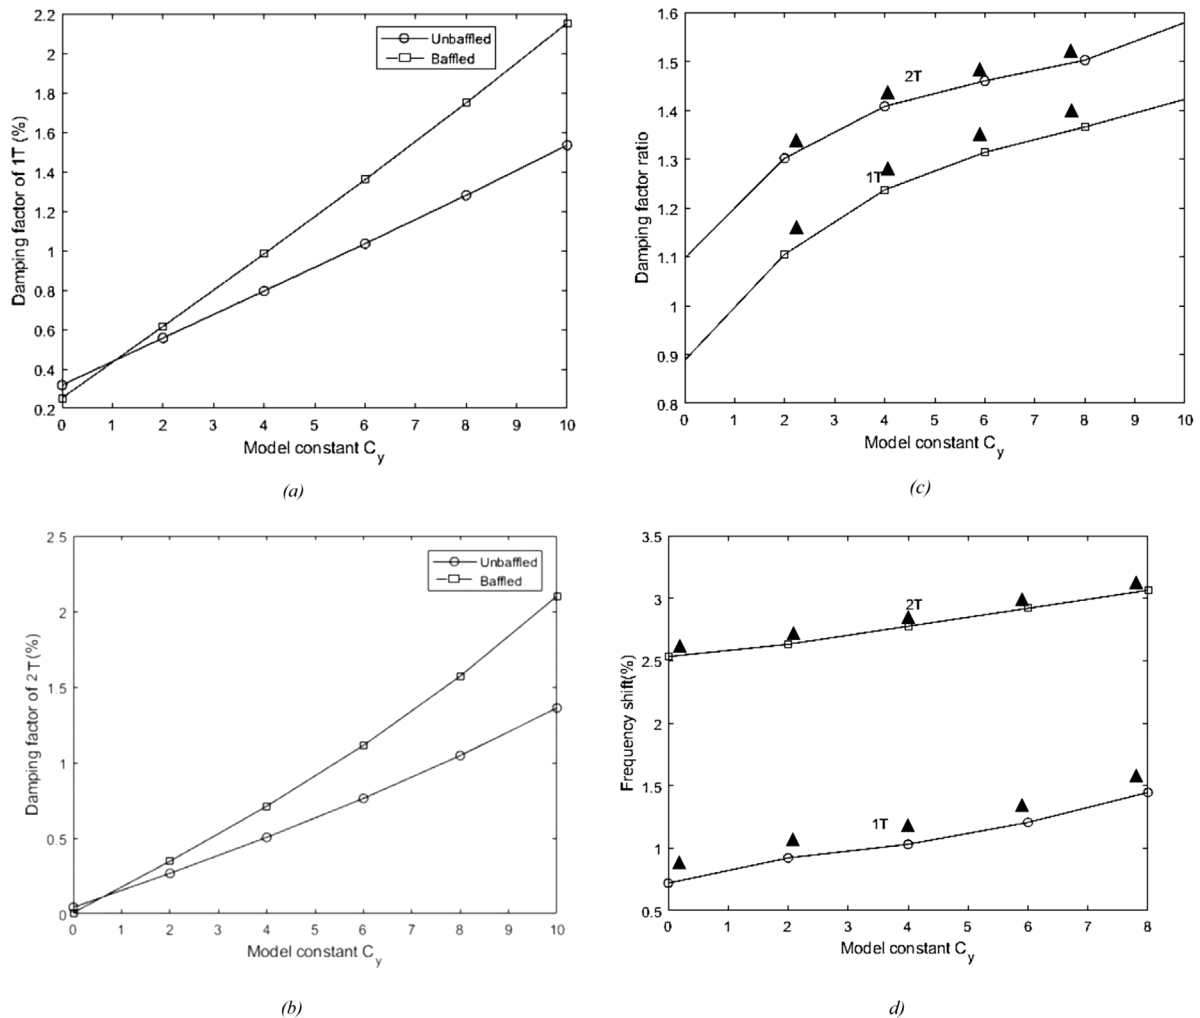 2.2
2
1.8
1.6
1.4
1.2
1
0.8
0.6
0.4
0.2
Damping factor of 1T (%)
Unbaffled
Baffled
0 1 2 3 4 5 6 7 8 9 10
Model constant Cy
(a)
1.6
1.5
1.4
1.3
1.2
1.1
1
0.9
0.8
Damping factor ratio
2T
1T
0 1 2 3 4 5 6 7 8 9 10
Model constant Cy
(c)
2.5
2
1.5
1
0.5
0
Damping factor of 2T (%)
Unbaffled
Baffled
0 1 2 3 4 5 6 7 8 9 10
Model constant Cy
(b)
3.5
3
2.5
2
1.5
1
0.5
Frequency shift(%)
2T
1T
0 1 2 3 4 5 6 7 8
Model constant Cy
d)